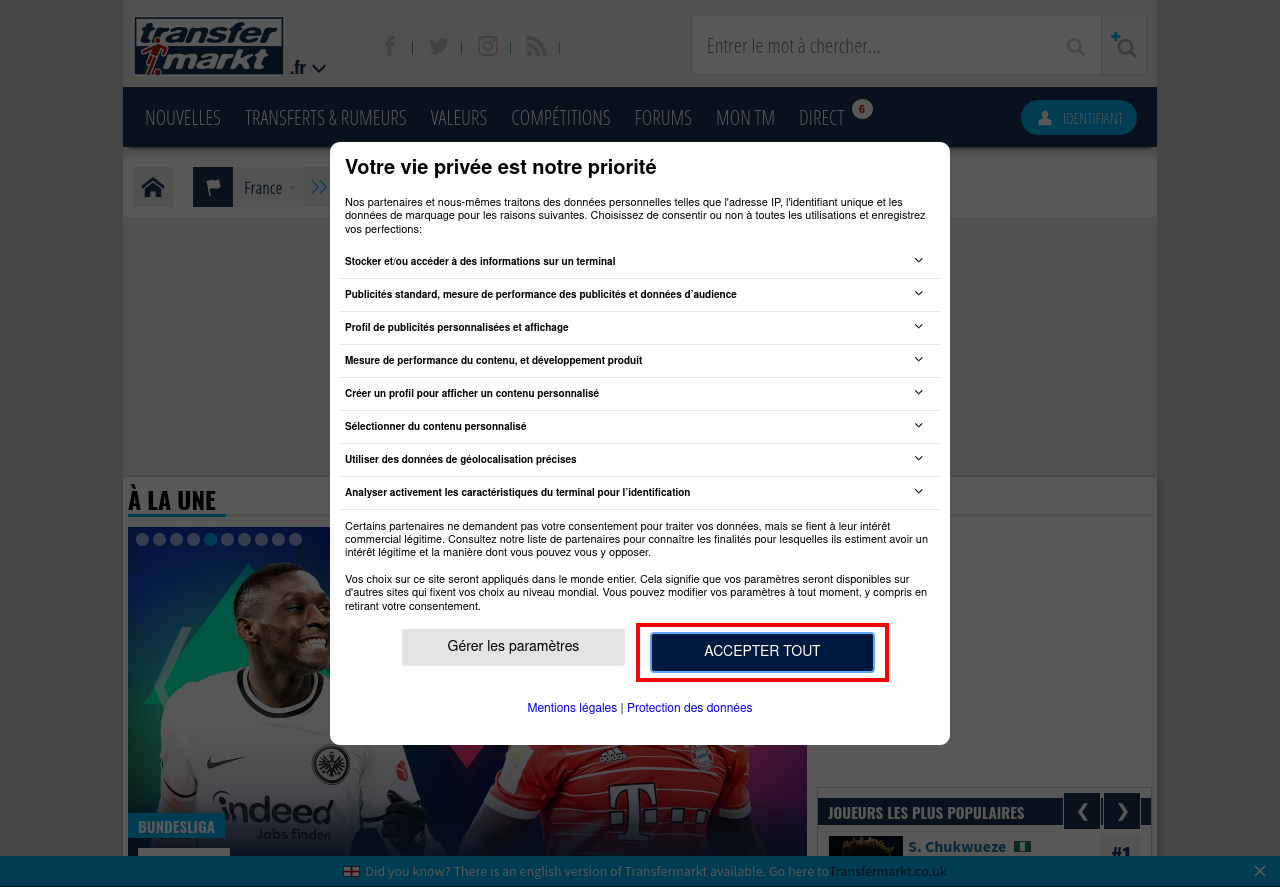 transfer
markt
.fr
Entrer le mot à chercher...
NOUVELLES TRANSFERTS & RUMEURS VALEURS COMPÉTITIONS FORUMS MON TM DIRECT 6 IDENTIFIANT
France
Votre vie privée est notre priorité
Nos partenaires et nous-mêmes traitons des données personnelles telles que l'adresse IP, l'identifiant unique et les
données de marquage pour les raisons suivantes. Choisissez de consentir ou non à toutes les utilisations et enregistrez
vos perfections:
Stocker et/ou accéder à des informations sur un terminal
Publicités standard, mesure de performance des publicités et données d’audience
Profil de publicités personnalisées et affichage
Mesure de performance du contenu, et développement produit
Créer un profil pour afficher un contenu personnalisé
Sélectionner du contenu personnalisé
Utiliser des données de géolocalisation précises
Analyser activement les caractéristiques du terminal pour l’identification
Certains partenaires ne demandent pas votre consentement pour traiter vos données, mais se fient à leur intérêt
commercial légitime. Consultez notre liste de partenaires pour connaître les finalités pour lesquelles ils estiment avoir un
intérêt légitime et la manière dont vous pouvez vous y opposer.
Vos choix sur ce site seront appliqués dans le monde entier. Cela signifie que vos paramètres seront disponibles sur
d'autres sites qui fixent vos choix au niveau mondial. Vous pouvez modifier vos paramètres à tout moment, y compris en
retirant votre consentement.
Gérer les paramètres ACCEPTER TOUT
Mentions légales | Protection des données
À LA UNE
indeed
Jobs finden
adidas
T
BUNDESLIGA
JOUEURS LES PLUS POPULAIRES
S. Chukwueze #1
Did you know? There is an english version of Transfermarkt available. Go here toTransfermarkt.co.uk